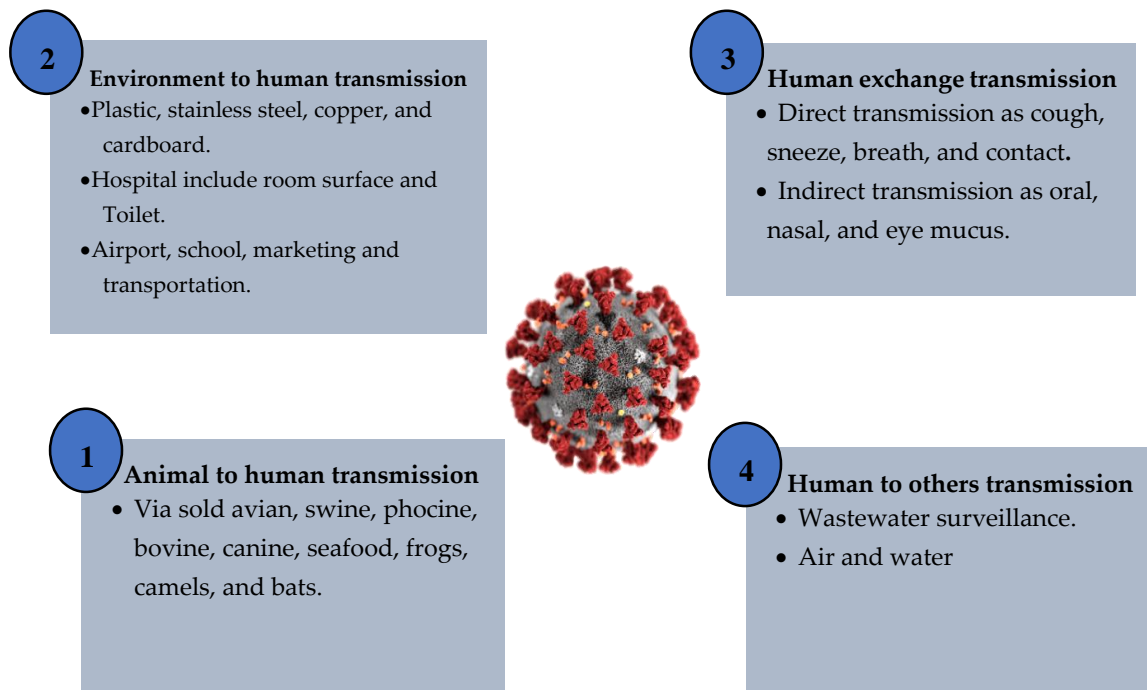 2
Environment to human transmission
•Plastic, stainless steel, copper, and
cardboard.
•Hospital include room surface and
Toilet.
•Airport, school, marketing and
transportation.
3
Human exchange transmission
• Direct transmission as cough,
sneeze, breath, and contact.
• Indirect transmission as oral,
nasal, and eye mucus.
1
Animal to human transmission
• Via sold avian, swine, phocine,
bovine, canine, seafood, frogs,
camels, and bats.
4
Human to others transmission
• Wastewater surveillance.
• Air and water